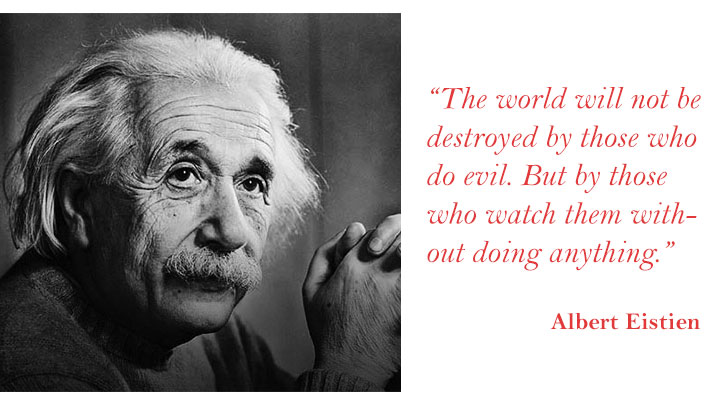 “The world will not be
destroyed by those who
do evil. But by those
who watch them with-
out doing anything.”
Albert Eistien